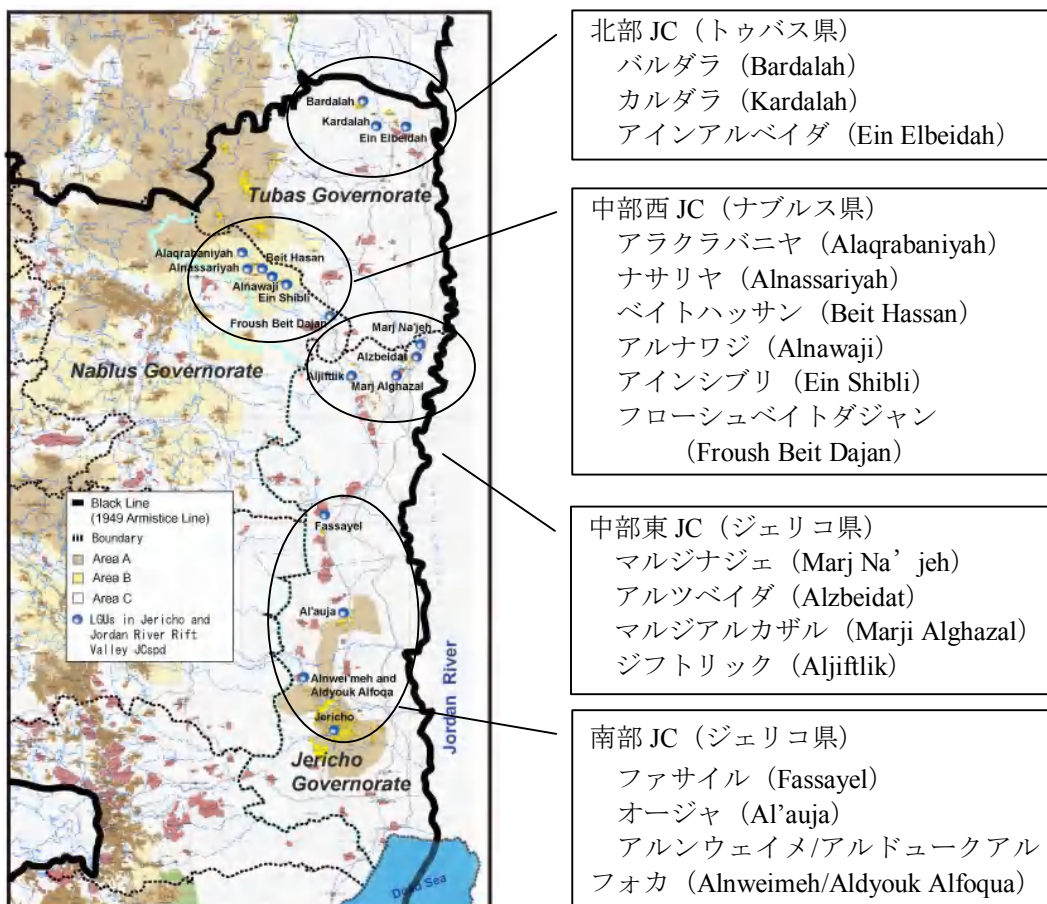 Bardalah
Kardalah
Ein Elbeidah
Tubas Governorate
Alaqrabaniyah
Beit Hasan
Alnassariyah
Alnawaji
Ein Shibli
Froush Beit Dajan
Marj Na'jeh
Alzbeidat
Aljiftlik
Marj Alghazal
Nablus Governorate
Black Line
(1949 Armistice Line)
Boundary
Area A
Area B
Area C
LGUs in Jericho and
Jordan River Rift
Valley JCspd
Fassayel
Al'auja
Alnwei'meh and
Aldyouk Alfoqa
Jericho
Jericho
Governorate
Jordan River
Dead Sea
北部 JC（トゥバス県）
バルダラ（Bardalah）
カルダラ（Kardalah）
アインアルベイダ（Ein Elbeidah）
中部西 JC（ナブルス県）
アラクラバニヤ（Alaqrabaniyah）
ナサリヤ（Alnassariyah）
ベイトハッサン（Beit Hassan）
アルナワジ（Alnawaji）
アインシブリ（Ein Shibli）
フローシュベイトダジャン
（Froush Beit Dajan）
中部東 JC（ジェリコ県）
マルジナジェ（Marj Na’jeh）
アルツベイダ（Alzbeidat）
マルジアルカザル（Marji Alghazal）
ジフトリック（Aljiftlik）
南部 JC（ジェリコ県）
ファサイル（Fassayel）
オージャ（Al’auja）
アルンウェイメ/アルドュークアル
フォカ（Alnweimeh/Aldyouk Alfoqua）